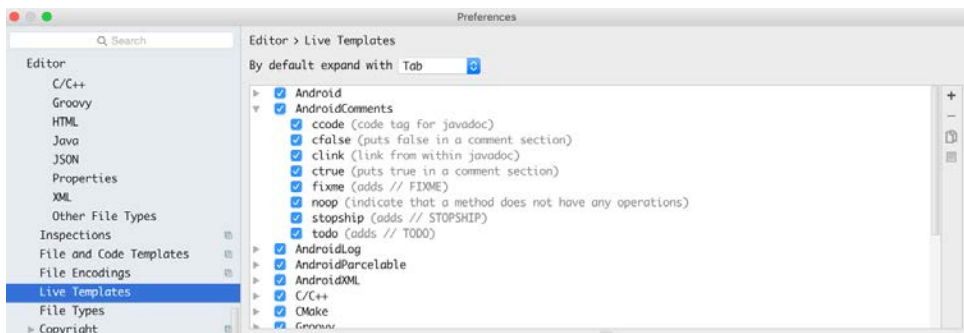 Preferences
Search
Editor
C/C++
Groovy
HTML
Java
JSON
Properties
XML
Other File Types
Inspections
File and Code Templates
File Encodings
Live Templates
File Types
Copyright
Editor > Live Templates
By default expand with Tab
Android
AndroidComments
ccode (code tag for javadoc)
cfalse (puts false in a comment section)
clink (link from within javadoc)
ctrue (puts true in a comment section)
fixme (adds // FIXME)
noop (indicate that a method does not have any operations)
stopship (adds // STOPSHIP)
todo (adds // TODO)
AndroidLog
AndroidParcelable
AndroidXML
C/C++
CMake
Groovy